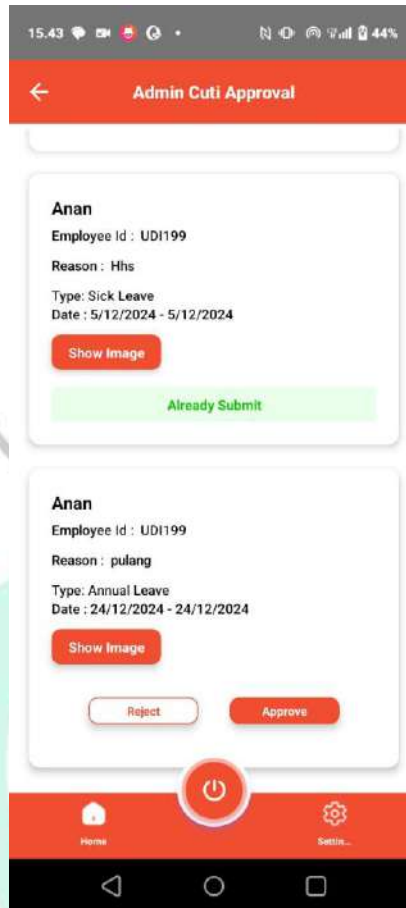 15.43 44%
Admin Cuti Approval
Anan
Employee Id : UDI199
Reason : Hhs
Type: Sick Leave
Date : 5/12/2024 - 5/12/2024
Show Image
Already Submit
Anan
Employee Id : UDI199
Reason : pulang
Type: Annual Leave
Date : 24/12/2024 - 24/12/2024
Show Image
Reject Approve
Home Settin...